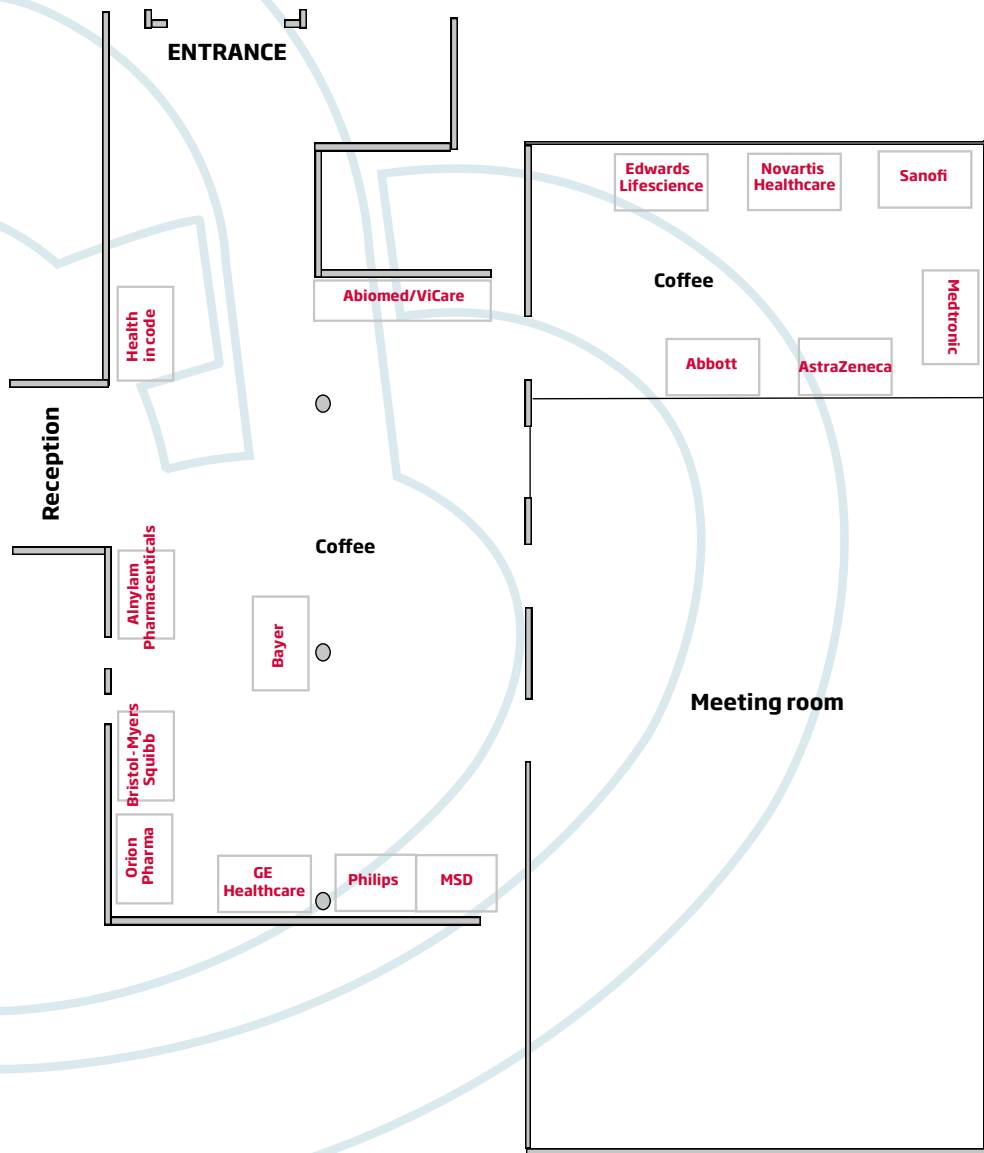 ENTRANCE
Edwards
Lifescience
Novartis
Healthcare
Sanofi
Coffee
Abiomed/ViCare
Medtronic
Health
in code
Abbott
AstraZeneca
Reception
Coffee
Alnylam
Pharmaceuticals
Bayer
Meeting room
Bristol-Myers
Squibb
Orion
Pharma
GE
Healthcare
Philips
MSD